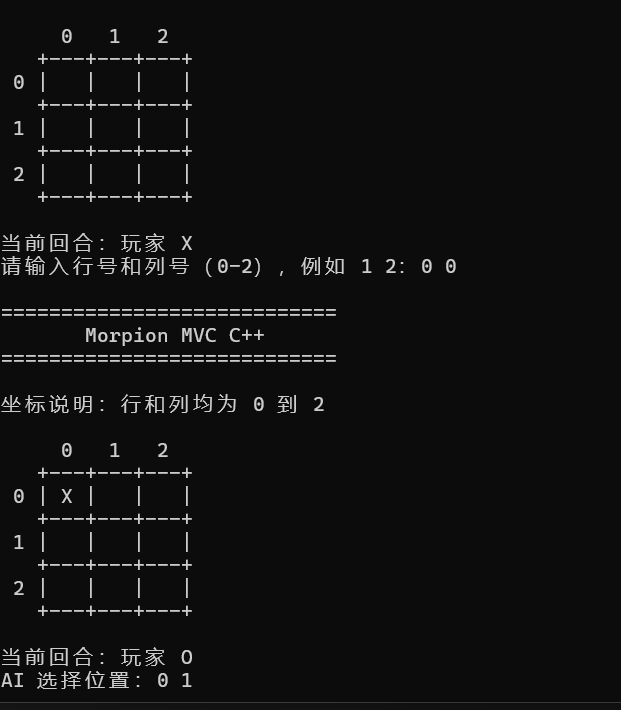 0   1   2
   +---+---+---+
 0 |   |   |   |
   +---+---+---+
 1 |   |   |   |
   +---+---+---+
 2 |   |   |   |
   +---+---+---+
当前回合: 玩家 X
请输入行号和列号 (0-2) , 例如 1 2: 0 0
============================
       Morpion MVC C++
============================
坐标说明: 行和列均为 0 到 2
     0   1   2
   +---+---+---+
 0 | X |   |   |
   +---+---+---+
 1 |   |   |   |
   +---+---+---+
 2 |   |   |   |
   +---+---+---+
当前回合: 玩家 O
AI 选择位置: 0 1